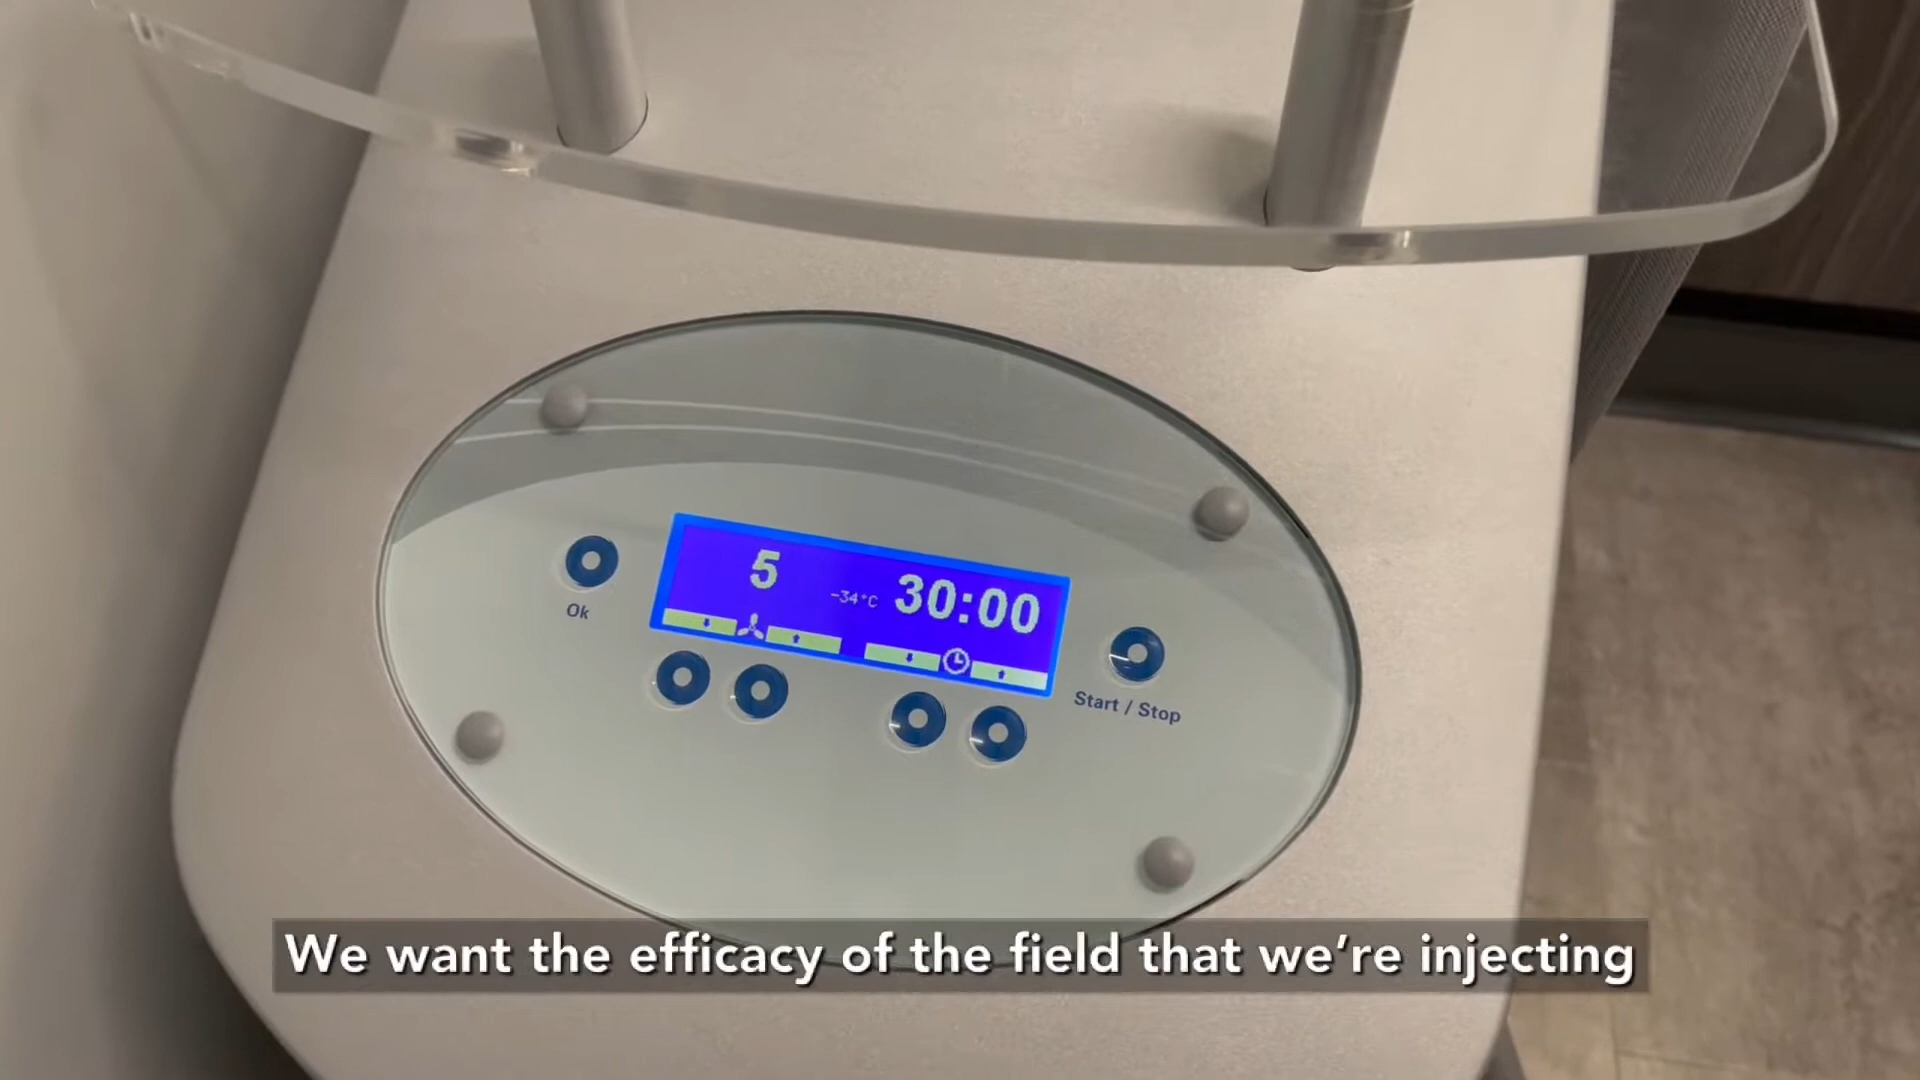 5 -34°C 30:00
Ok
Start / Stop
We want the efficacy of the field that we're injecting